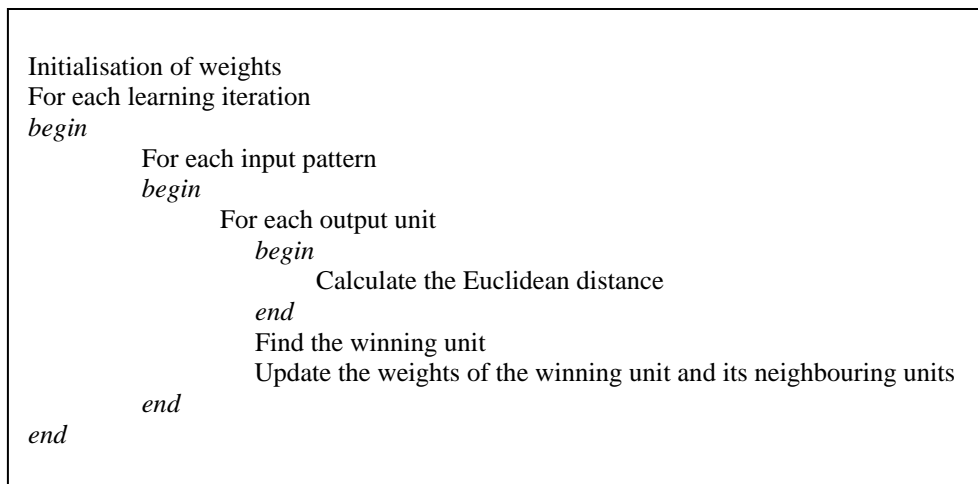 Initialisation of weights
For each learning iteration
begin
For each input pattern
begin
For each output unit
begin
Calculate the Euclidean distance
end
Find the winning unit
Update the weights of the winning unit and its neighbouring units
end
end